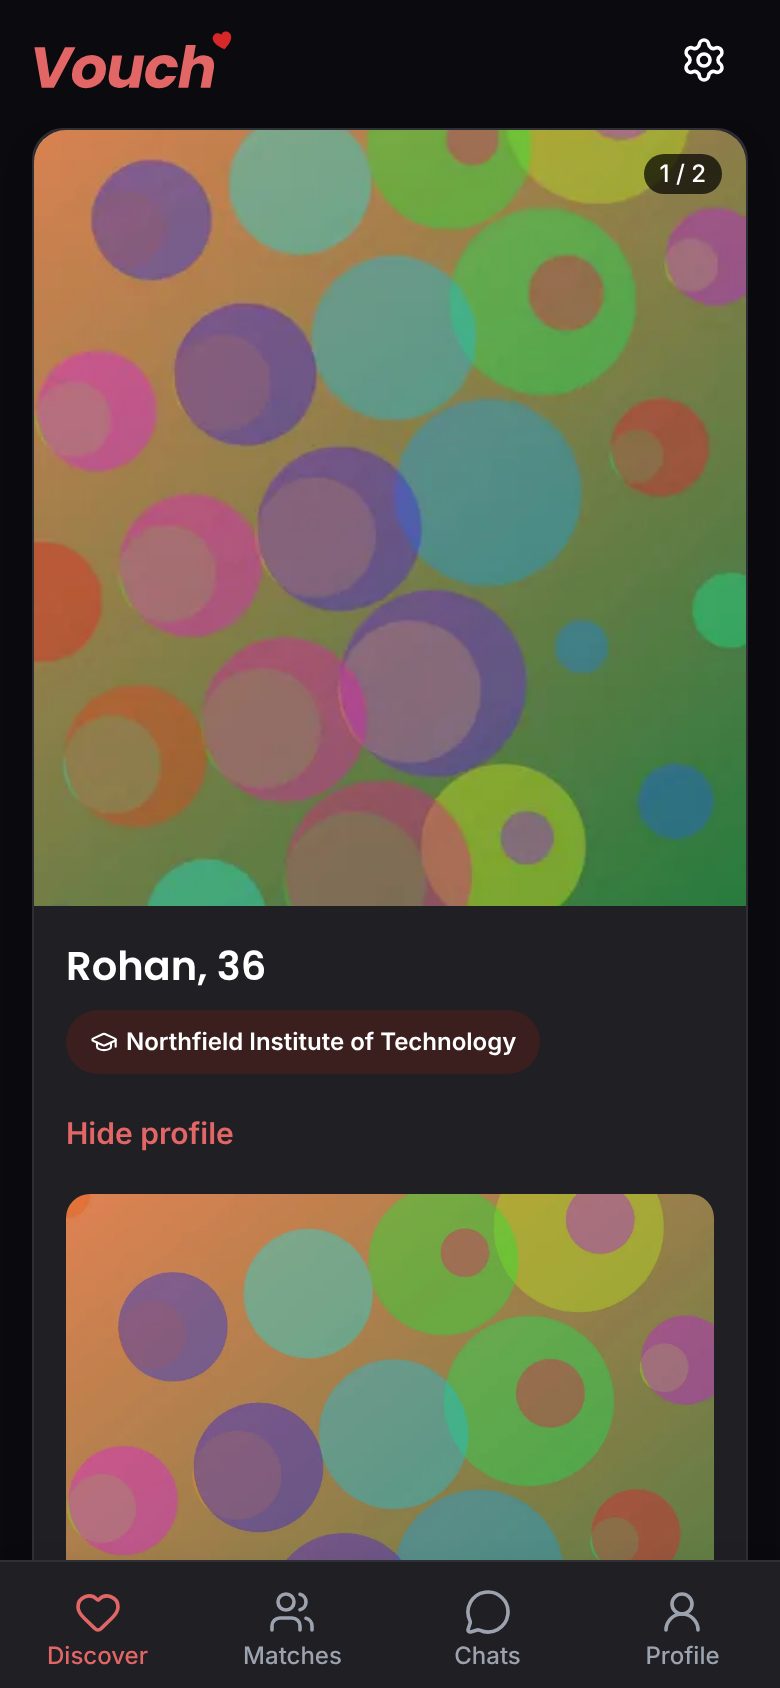 Vouch
1 / 2
Rohan, 36
Northfield Institute of Technology
Hide profile
Discover
Matches
Chats
Profile